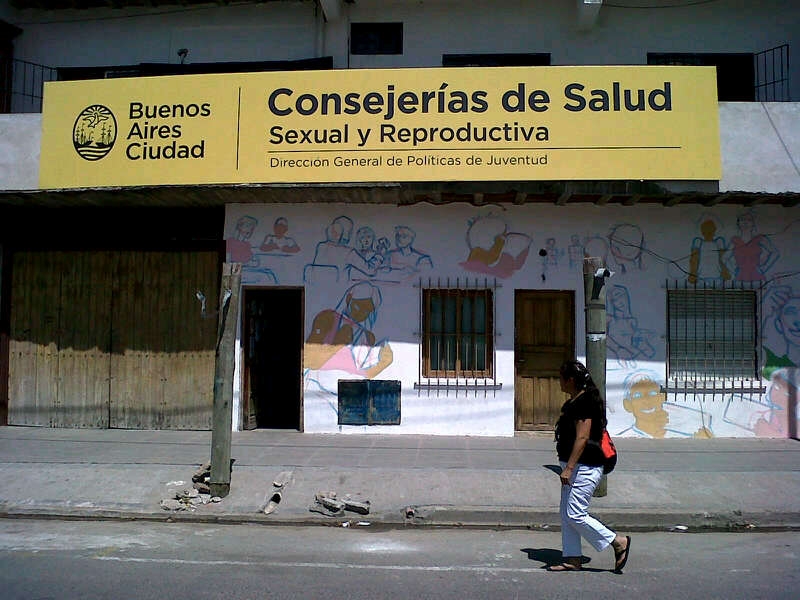 Buenos
Aires
Ciudad
Consejerías de Salud
Sexual y Reproductiva
Dirección General de Políticas de Juventud